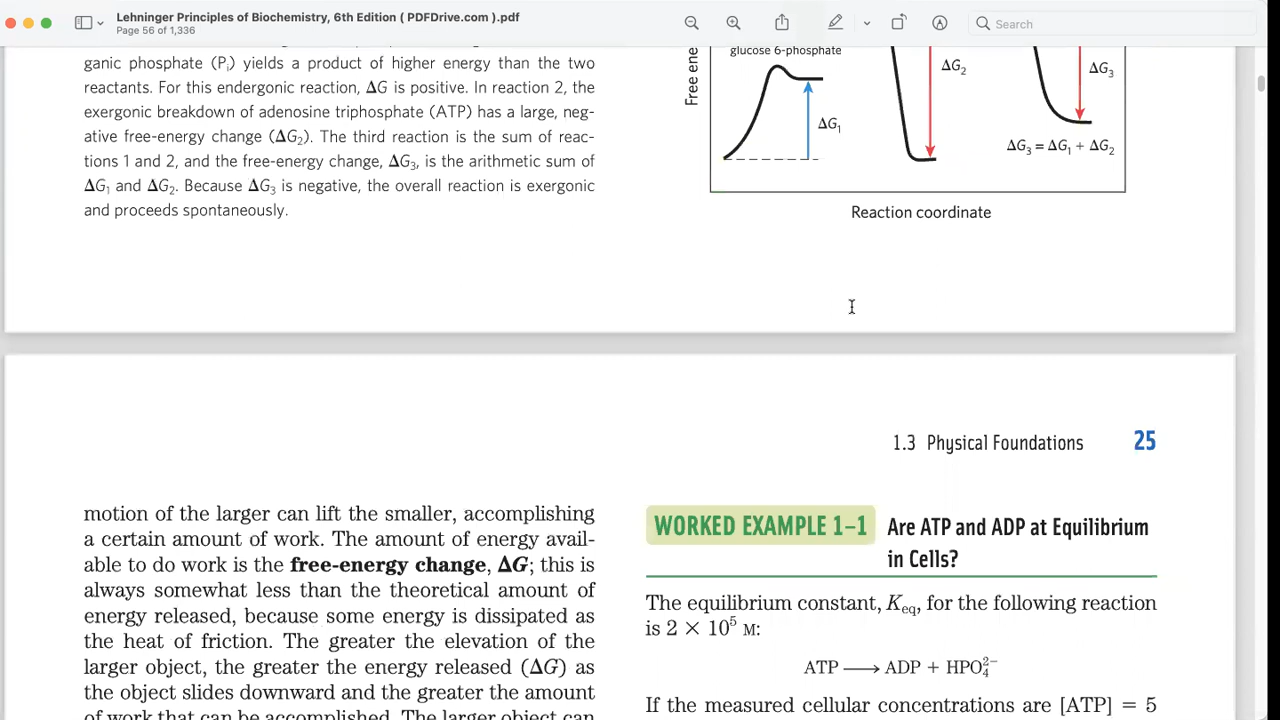 Lehninger Principles of Biochemistry, 6th Edition ( PDFDrive.com ).pdf
Page 56 of 1,336
Search
ganic phosphate (Pi) yields a product of higher energy than the two
reactants. For this endergonic reaction, ΔG is positive. In reaction 2, the
exergonic breakdown of adenosine triphosphate (ATP) has a large, neg-
ative free-energy change (ΔG₂). The third reaction is the sum of reac-
tions 1 and 2, and the free-energy change, ΔG₃, is the arithmetic sum of
ΔG₁ and ΔG₂. Because ΔG₃ is negative, the overall reaction is exergonic
and proceeds spontaneously.
Free ene
glucose 6-phosphate
ΔG₁
ΔG₂
ΔG₃
ΔG₃ = ΔG₁ + ΔG₂
Reaction coordinate
1.3 Physical Foundations 25
motion of the larger can lift the smaller, accomplishing
a certain amount of work. The amount of energy avail-
able to do work is the free-energy change, ΔG; this is
always somewhat less than the theoretical amount of
energy released, because some energy is dissipated as
the heat of friction. The greater the elevation of the
larger object, the greater the energy released (ΔG) as
the object slides downward and the greater the amount
of work that can be accomplished. The larger object can
WORKED EXAMPLE 1–1 Are ATP and ADP at Equilibrium
in Cells?
The equilibrium constant, Keq, for the following reaction
is 2 × 10⁵ M:
ATP ⟶ ADP + HPO₄²⁻
If the measured cellular concentrations are [ATP] = 5